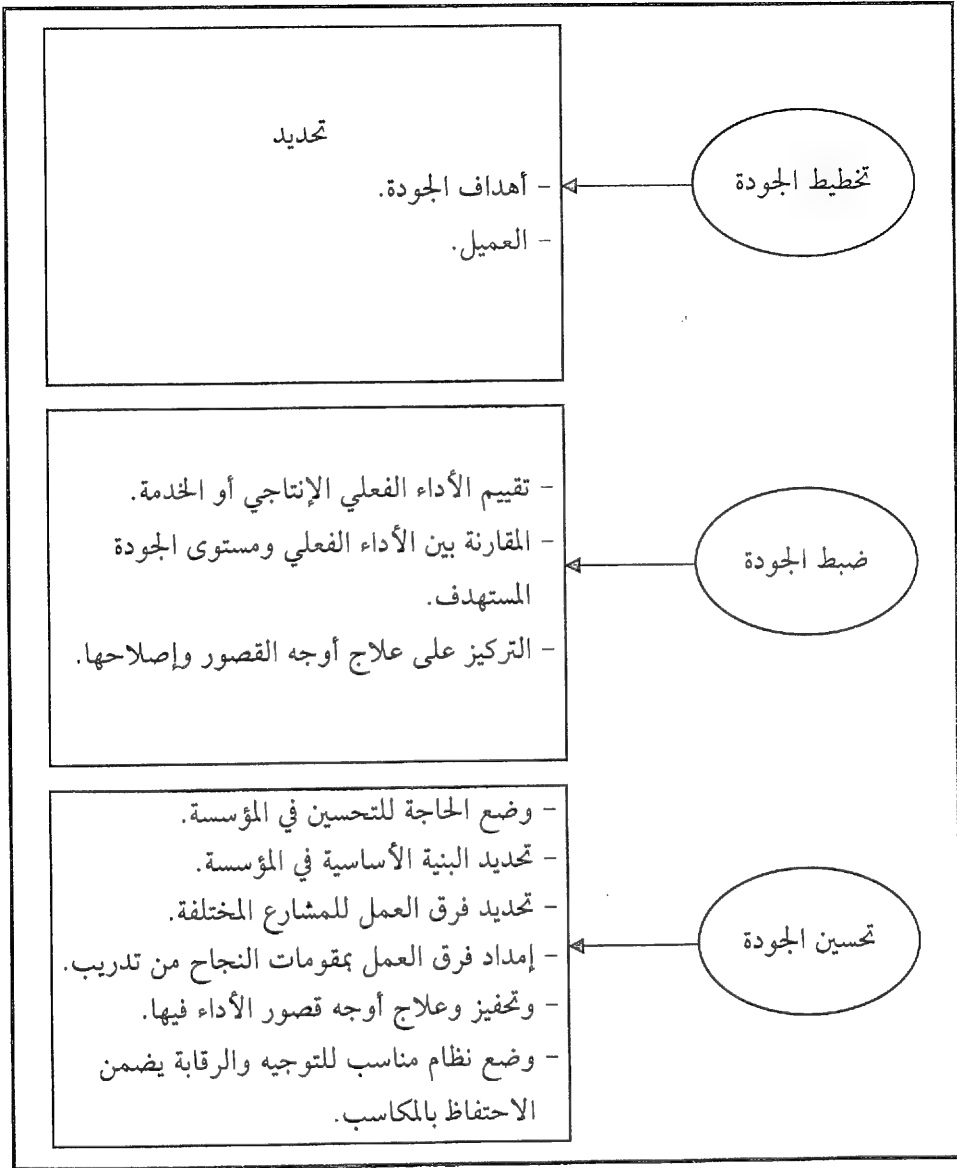 تخطيط الجودة
تحديد
- أهداف الجودة.
- العميل.
ضبط الجودة
- تقييم الأداء الفعلي الإنتاجي أو الخدمة.
- المقارنة بين الأداء الفعلي ومستوى الجودة
المستهدف.
- التركيز على علاج أوجه القصور وإصلاحها.
تحسين الجودة
- وضع الحاجة للتحسين في المؤسسة.
- تحديد البنية الأساسية في المؤسسة.
- تحديد فرق العمل للمشارع المختلفة.
- إمداد فرق العمل بمقومات النجاح من تدريب.
- وتحفيز وعلاج أوجه قصور الأداء فيها.
- وضع نظام مناسب للتوجيه والرقابة يضمن
الاحتفاظ بالمكاسب.